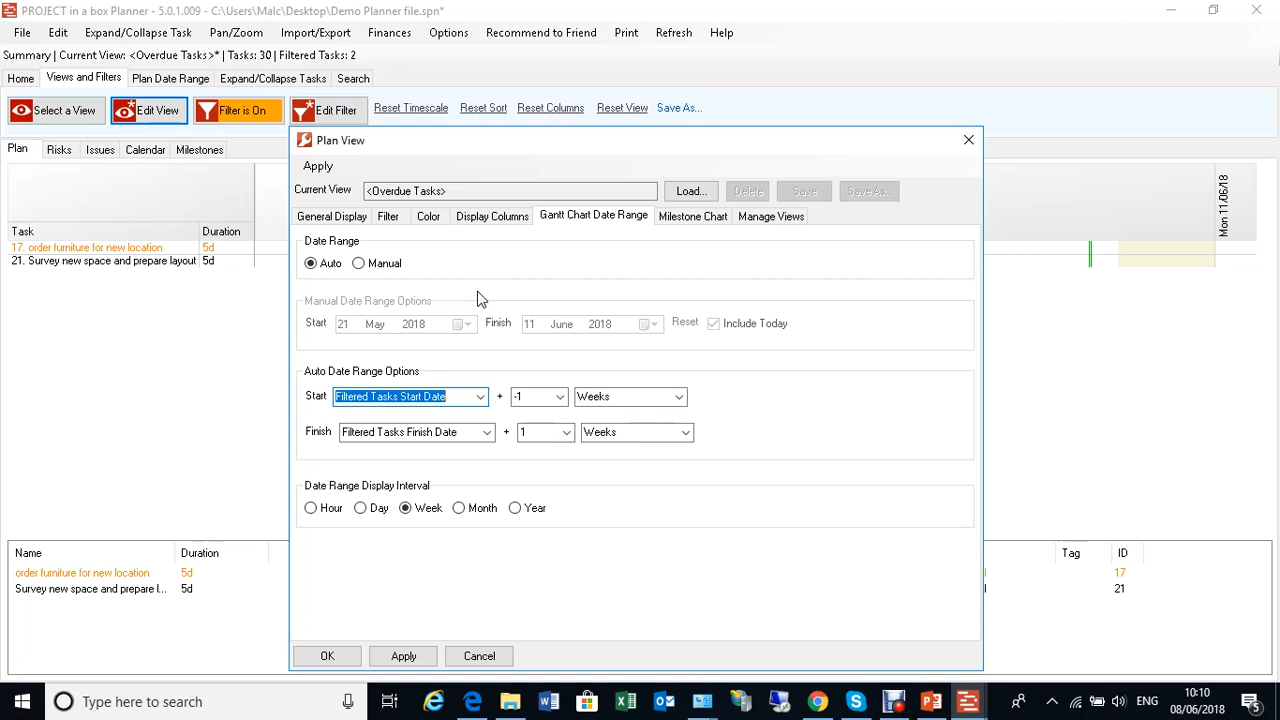 PROJECT in a box Planner - 5.0.1.009 - C:\Users\Malc\Desktop\Demo Planner file.spn*
File Edit Expand/Collapse Task Pan/Zoom Import/Export Finances Options Recommend to Friend Print Refresh Help
Summary | Current View: <Overdue Tasks>* | Tasks: 30 | Filtered Tasks: 2
Home Views and Filters Plan Date Range Expand/Collapse Tasks Search
Select a View Edit View Filter is On Edit Filter Reset Timescale Reset Sort Reset Columns Reset View Save As...
Plan Risks Issues Calendar Milestones
Task Duration
17. order furniture for new location 5d
21. Survey new space and prepare layout 5d
Mon 11/06/18
Plan View
Apply
Current View <Overdue Tasks> Load... Delete Save Save As...
General Display Filter Color Display Columns Gantt Chart Date Range Milestone Chart Manage Views
Date Range
Auto Manual
Manual Date Range Options
Start 21 May 2018 Finish 11 June 2018 Reset Include Today
Auto Date Range Options
Start Filtered Tasks Start Date + -1 Weeks
Finish Filtered Tasks Finish Date + 1 Weeks
Date Range Display Interval
Hour Day Week Month Year
OK Apply Cancel
Name Duration Tag ID
order furniture for new location 5d 17
Survey new space and prepare l... 5d 21
Type here to search
ENG
10:10
08/06/2018
5